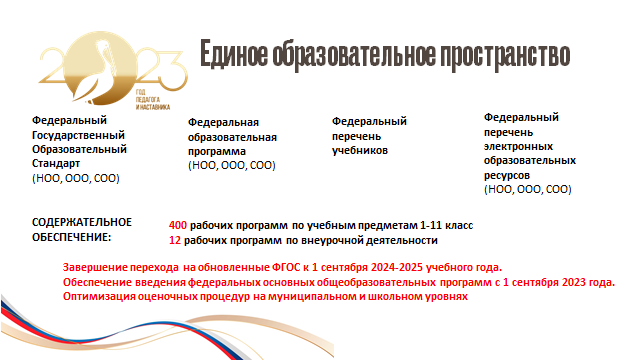 2023
ГОД
ПЕДАГОГА
И НАСТАВНИКА
Единое образовательное пространство
Федеральный
Государственный
Образовательный
Стандарт
(НОО, ООО, СОО)
Федеральная
образовательная
программа
(НОО, ООО, СОО)
Федеральный
перечень
учебников
Федеральный
перечень
электронных
образовательных
ресурсов
(НОО, ООО, СОО)
СОДЕРЖАТЕЛЬНОЕ
ОБЕСПЕЧЕНИЕ:
400 рабочих программ по учебным предметам 1-11 класс
12 рабочих программ по внеурочной деятельности
Завершение перехода на обновленные ФГОС к 1 сентября 2024-2025 учебного года.
Обеспечение введения федеральных основных общеобразовательных программ с 1 сентября 2023 года.
Оптимизация оценочных процедур на муниципальном и школьном уровнях